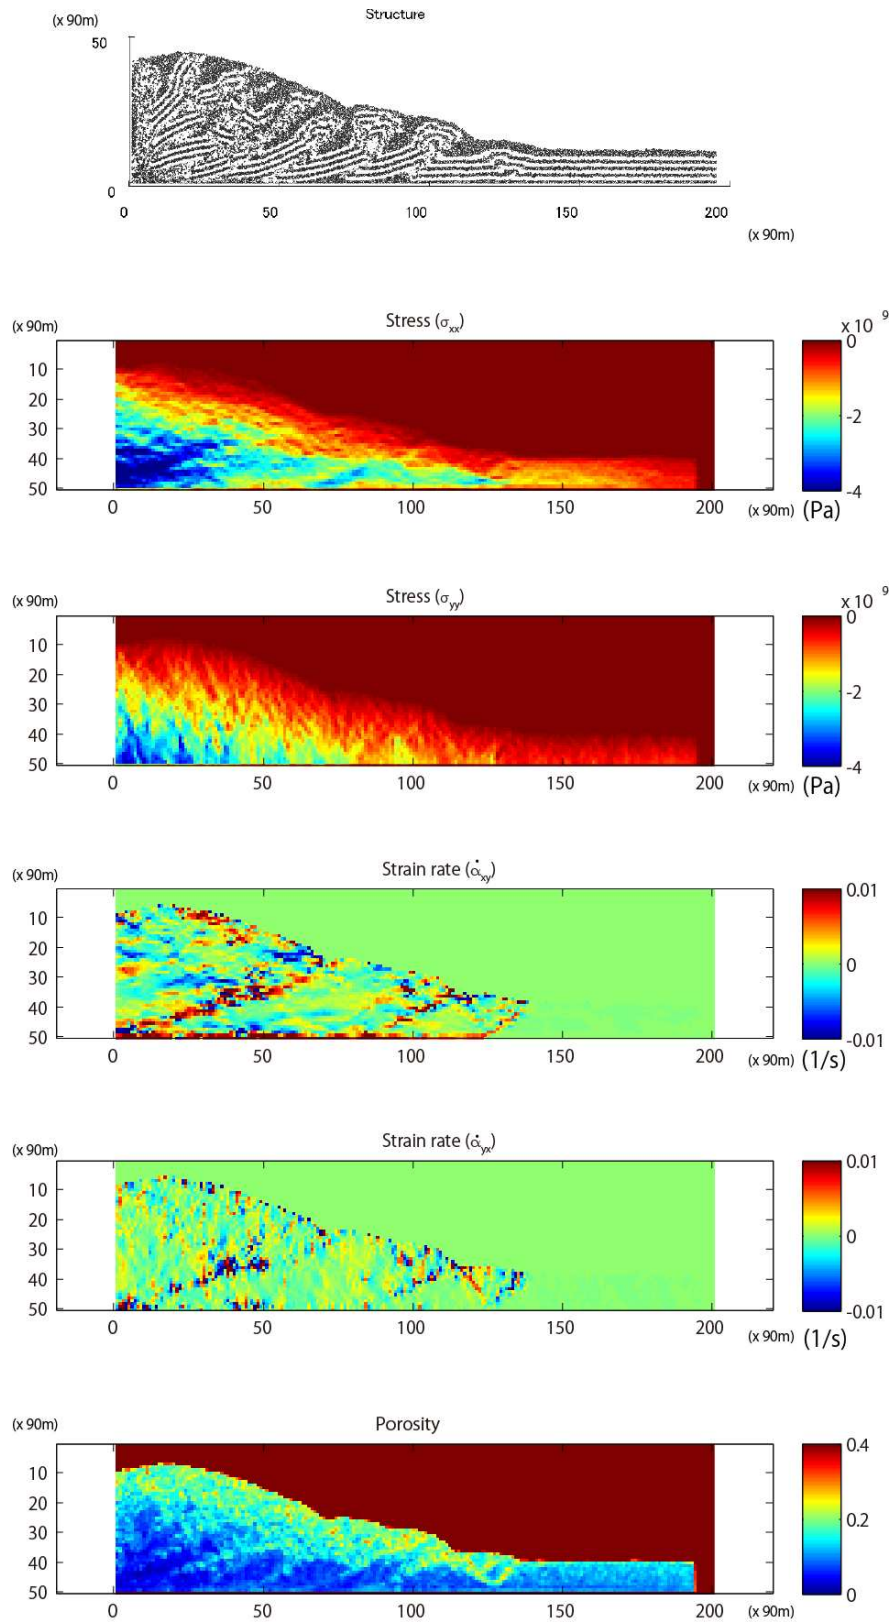 Structure
(x 90m)
50
0
0 50 100 150 200
(x 90m)
Stress (σxx)
(x 90m)
x 10 9
10
20
30
40
50
0 50 100 150 200
(x 90m)
0
-2
-4
(Pa)
Stress (σyy)
(x 90m)
x 10 9
10
20
30
40
50
0 50 100 150 200
(x 90m)
0
-2
-4
(Pa)
Strain rate (α̇xy)
(x 90m)
10
20
30
40
50
0 50 100 150 200
(x 90m)
0.01
0
-0.01
(1/s)
Strain rate (α̇yx)
(x 90m)
10
20
30
40
50
0 50 100 150 200
(x 90m)
0.01
0
-0.01
(1/s)
Porosity
(x 90m)
10
20
30
40
50
0 50 100 150 200
(x 90m)
0.4
0.2
0